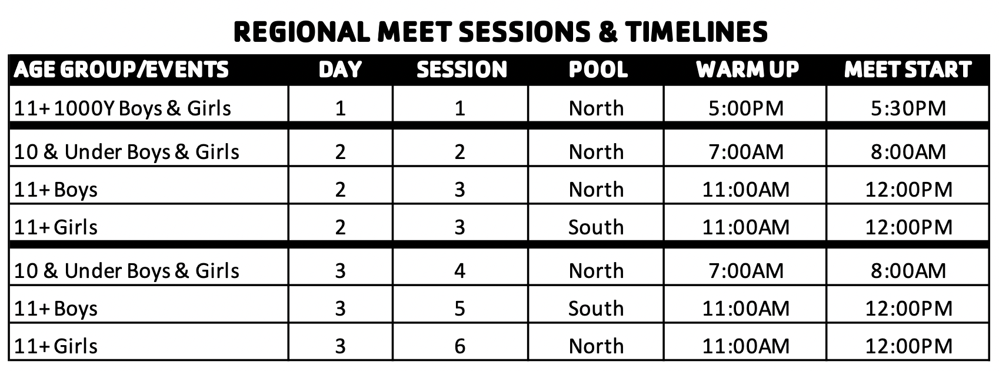 REGIONAL MEET SESSIONS & TIMELINES
AGE GROUP/EVENTS DAY SESSION POOL WARM UP MEET START
11+ 1000Y Boys & Girls 1 1 North 5:00PM 5:30PM
10 & Under Boys & Girls 2 2 North 7:00AM 8:00AM
11+ Boys 2 3 North 11:00AM 12:00PM
11+ Girls 2 3 South 11:00AM 12:00PM
10 & Under Boys & Girls 3 4 North 7:00AM 8:00AM
11+ Boys 3 5 South 11:00AM 12:00PM
11+ Girls 3 6 North 11:00AM 12:00PM